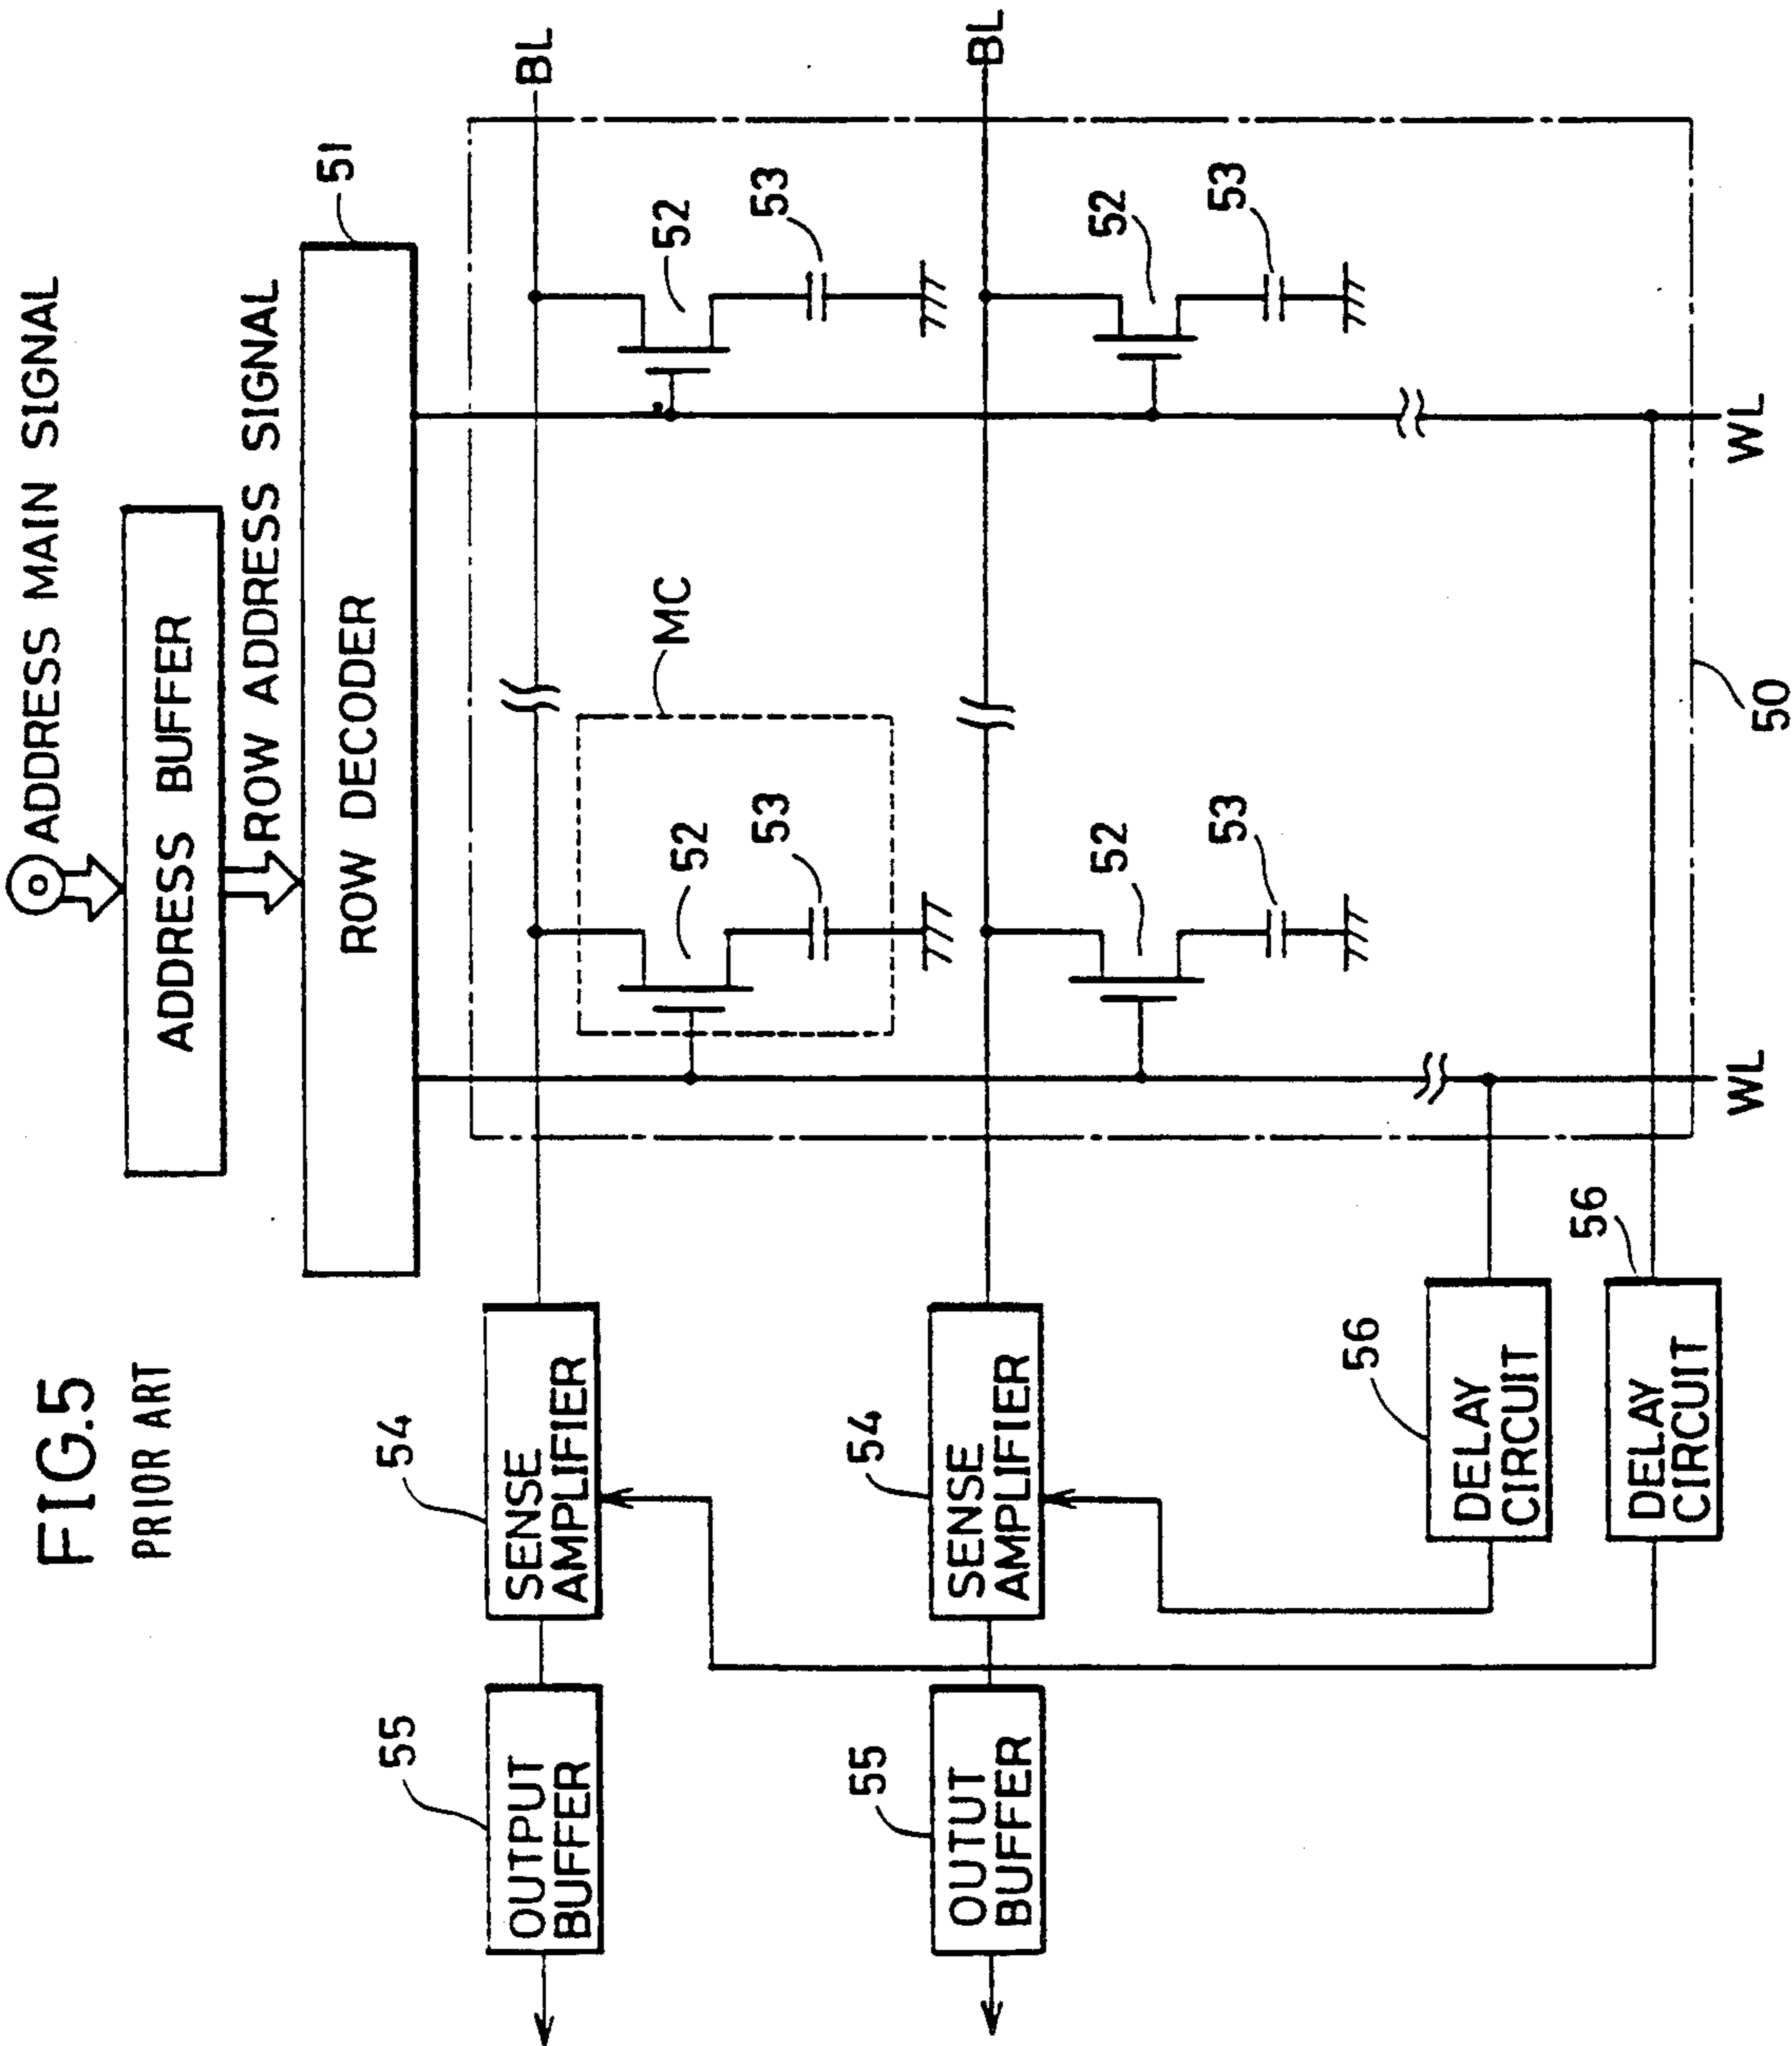 FIG.5
PRIOR ART
ADDRESS MAIN SIGNAL
ADDRESS BUFFER
ROW ADDRESS SIGNAL
51
ROW DECODER
BL
MC
52
53
52
53
54
SENSE
AMPLIFIER
55
OUTPUT
BUFFER
BL
52
53
52
53
54
SENSE
AMPLIFIER
55
OUTUT
BUFFER
56
DELAY
CIRCUIT
56
DELAY
CIRCUIT
WL
WL
50